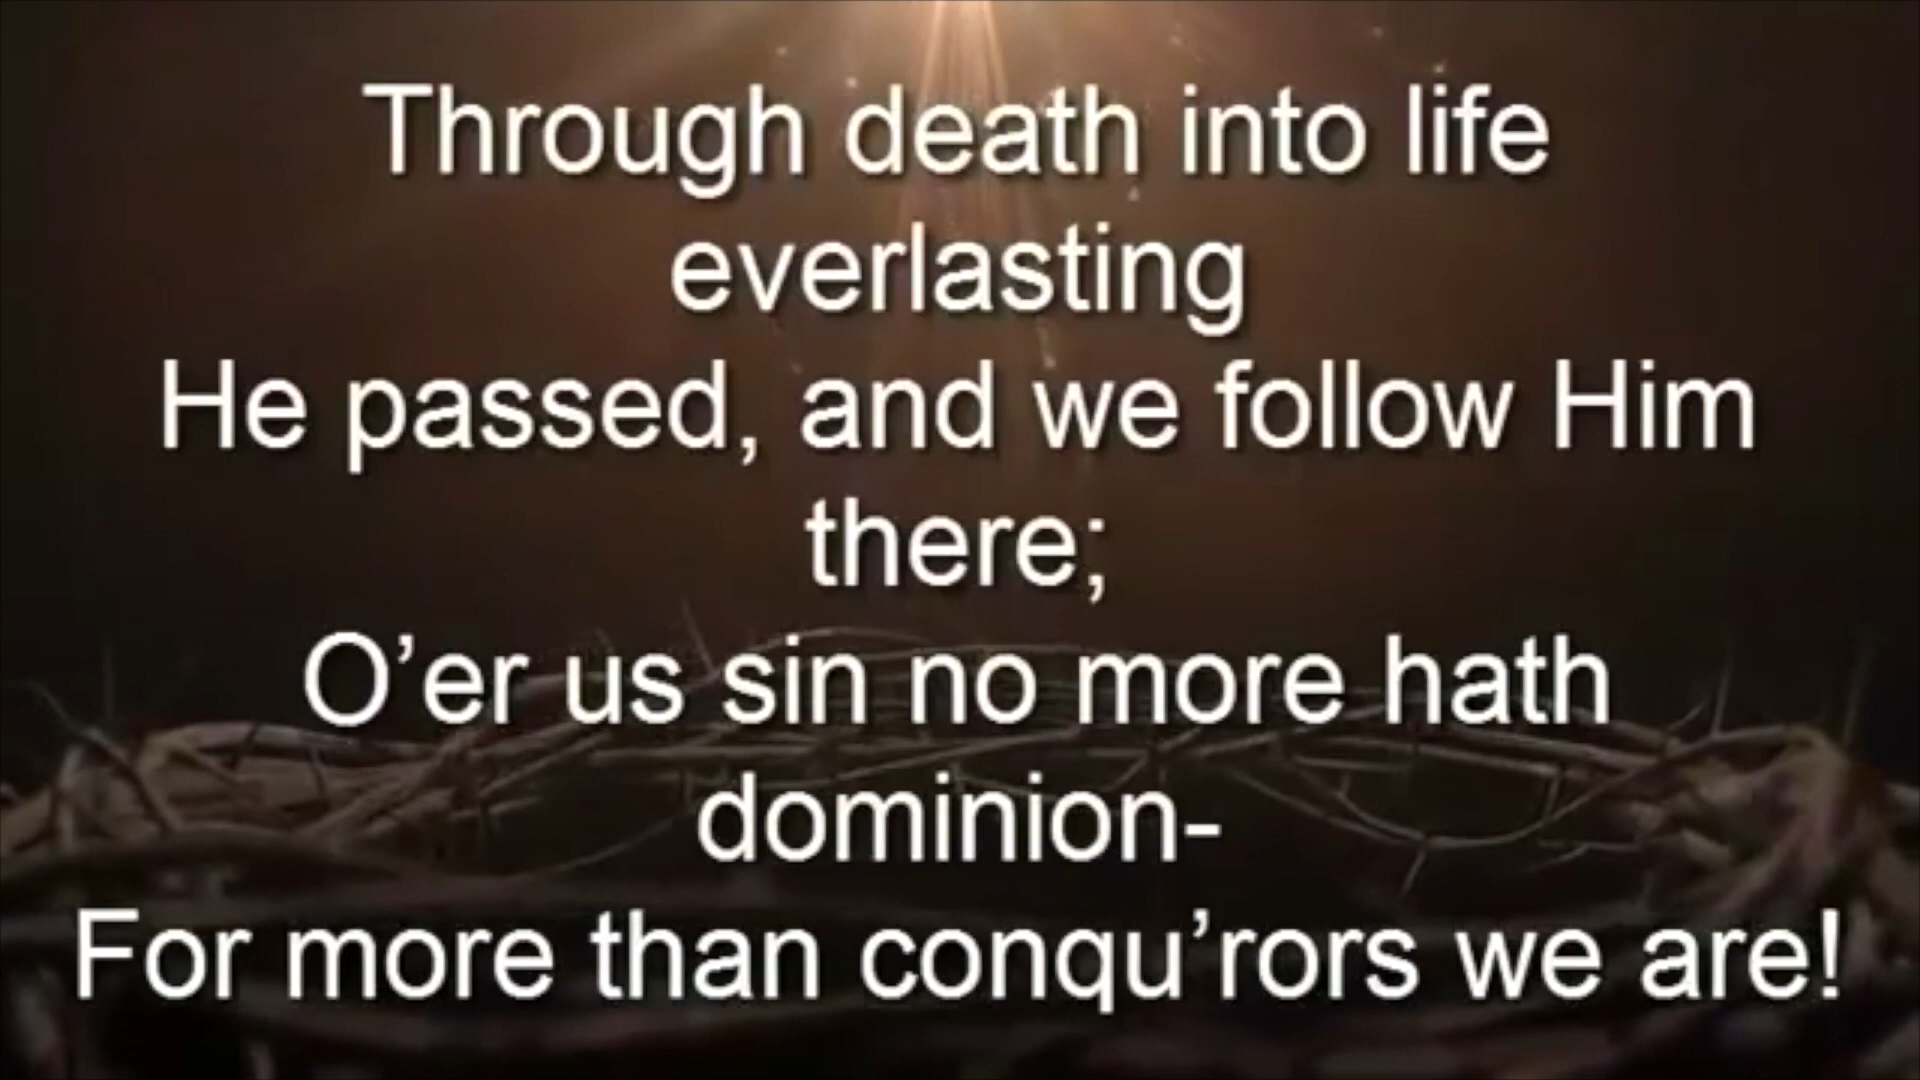 Through death into life
everlasting
He passed, and we follow Him
there;
O’er us sin no more hath
dominion-
For more than conqu’rors we are!